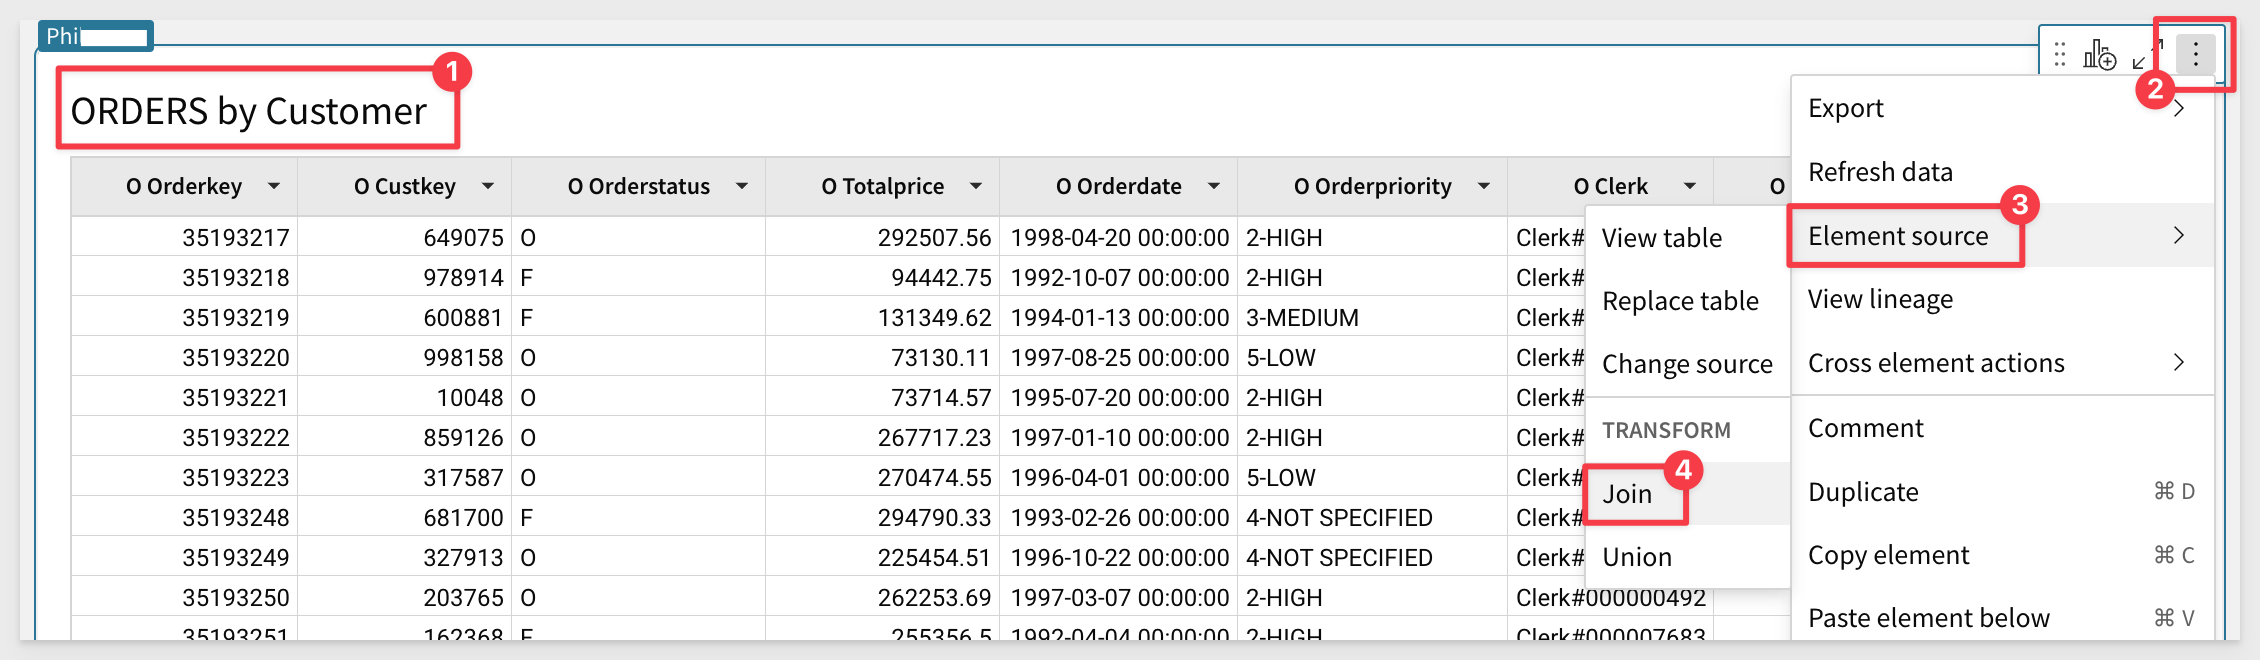 Phi
1
ORDERS by Customer
2
O Orderkey O Custkey O Orderstatus O Totalprice O Orderdate O Orderpriority O Clerk O
35193217 649075 O 292507.56 1998-04-20 00:00:00 2-HIGH Clerk#
35193218 978914 F 94442.75 1992-10-07 00:00:00 2-HIGH Clerk#
35193219 600881 F 131349.62 1994-01-13 00:00:00 3-MEDIUM Clerk#
35193220 998158 O 73130.11 1997-08-25 00:00:00 5-LOW Clerk#
35193221 10048 O 73714.57 1995-07-20 00:00:00 2-HIGH Clerk#
35193222 859126 O 267717.23 1997-01-10 00:00:00 2-HIGH Clerk#
35193223 317587 O 270474.55 1996-04-01 00:00:00 5-LOW Clerk#
35193248 681700 F 294790.33 1993-02-26 00:00:00 4-NOT SPECIFIED Clerk#
35193249 327913 O 225454.51 1996-10-22 00:00:00 4-NOT SPECIFIED Clerk#
35193250 203765 O 262253.69 1997-03-07 00:00:00 2-HIGH Clerk#000000492
35193251 162368 F 255356.5 1992-04-04 00:00:00 2-HIGH Clerk#000007683
View table
Replace table
Change source
TRANSFORM
4
Join
Union
Export
Refresh data
3
Element source
View lineage
Cross element actions
Comment
Duplicate ⌘ D
Copy element ⌘ C
Paste element below ⌘ V